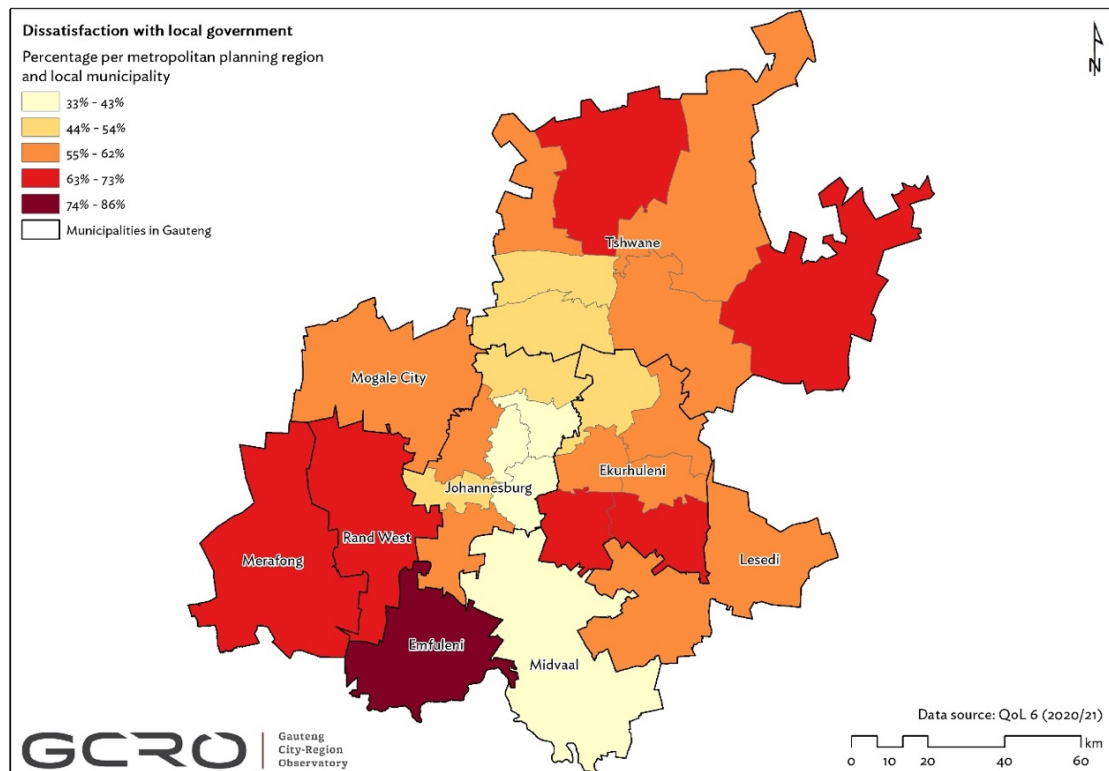 Dissatisfaction with local government
Percentage per metropolitan planning region
and local municipality
33% - 43%
44% - 54%
55% - 62%
63% - 73%
74% - 86%
Municipalities in Gauteng
N
Tshwane
Mogale City
Johannesburg
Ekurhuleni
Merafong
Rand West
Lesedi
Emfuleni
Midvaal
Data source: QoL 6 (2020/21)
km
0 10 20 40 60
GCRO
Gauteng
City-Region
Observatory